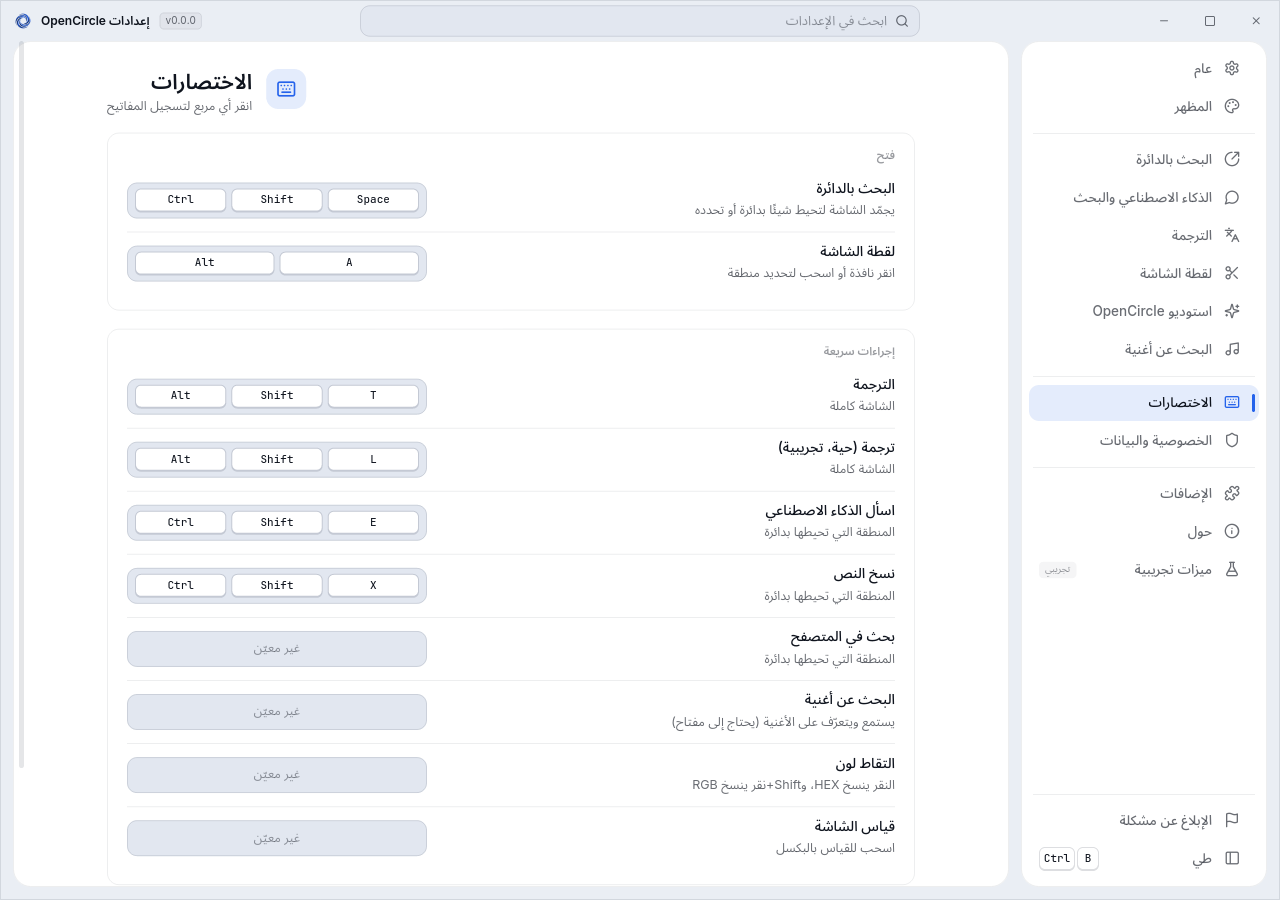 إعدادات OpenCircle
v0.0.0
ابحث في الإعدادات
عام
المظهر
البحث بالدائرة
الذكاء الاصطناعي والبحث
الترجمة
لقطة الشاشة
استوديو OpenCircle
البحث عن أغنية
الاختصارات
الخصوصية والبيانات
الإضافات
حول
ميزات تجريبية
تجريبي
الإبلاغ عن مشكلة
طي
Ctrl B
الاختصارات
انقر أي مربع لتسجيل المفاتيح
فتح
البحث بالدائرة
يجمّد الشاشة لتحيط شيئًا بدائرة أو تحدده
Ctrl Shift Space
لقطة الشاشة
انقر نافذة أو اسحب لتحديد منطقة
Alt A
إجراءات سريعة
الترجمة
الشاشة كاملة
Alt Shift T
ترجمة (حية، تجريبية)
الشاشة كاملة
Alt Shift L
اسأل الذكاء الاصطناعي
المنطقة التي تحيطها بدائرة
Ctrl Shift E
نسخ النص
المنطقة التي تحيطها بدائرة
Ctrl Shift X
بحث في المتصفح
المنطقة التي تحيطها بدائرة
غير معيّن
البحث عن أغنية
يستمع ويتعرّف على الأغنية (يحتاج إلى مفتاح)
غير معيّن
التقاط لون
النقر ينسخ HEX، وShift+نقر ينسخ RGB
غير معيّن
قياس الشاشة
اسحب للقياس بالبكسل
غير معيّن